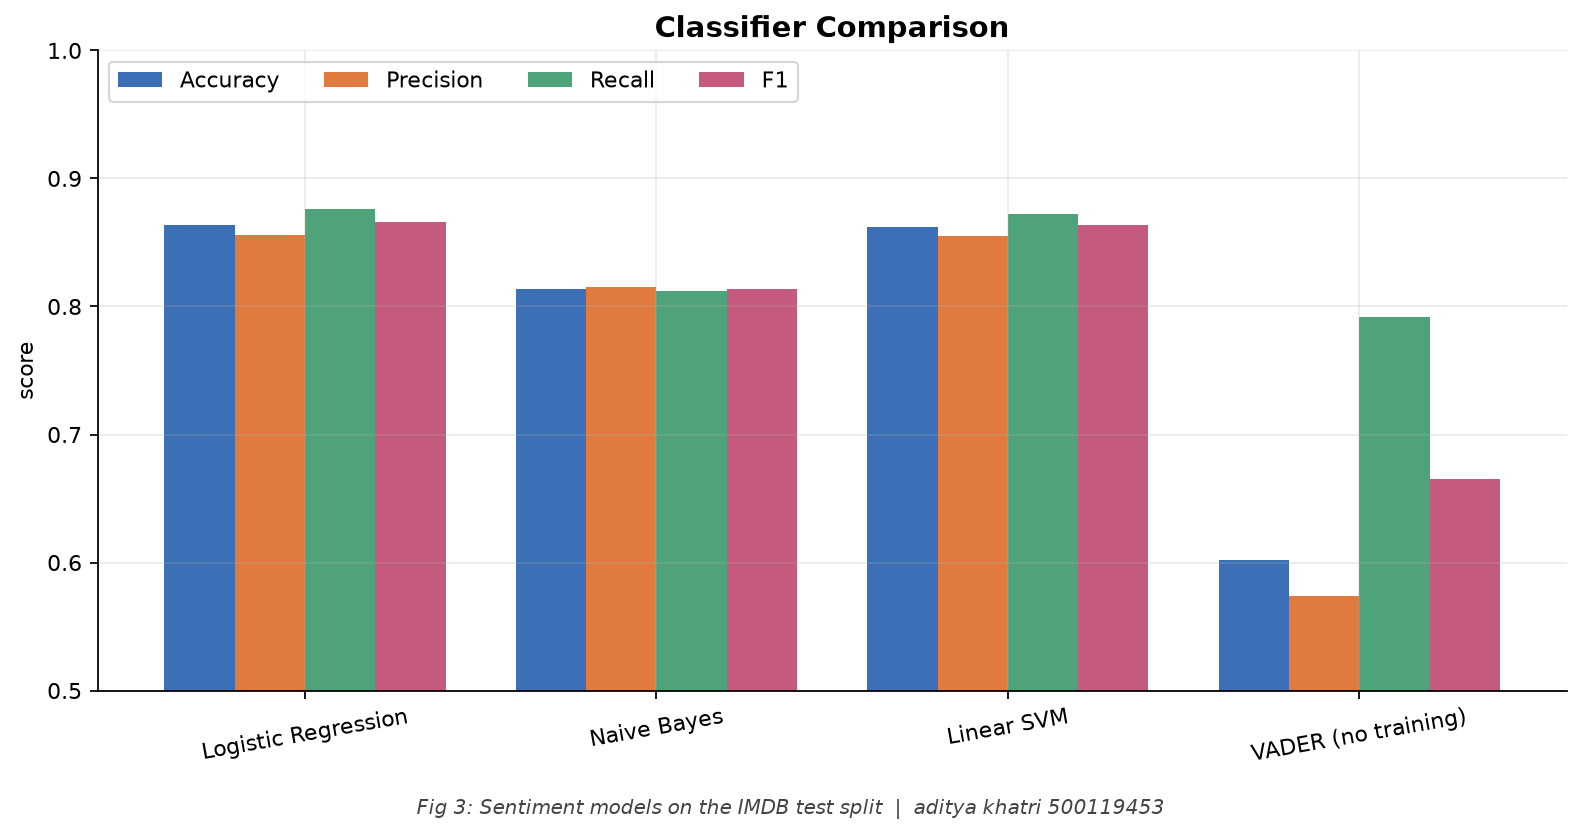 Classifier Comparison
Accuracy Precision Recall F1
1.0
0.9
0.8
0.7
0.6
0.5
score
Logistic Regression Naive Bayes Linear SVM VADER (no training)
Fig 3: Sentiment models on the IMDB test split | aditya khatri 500119453